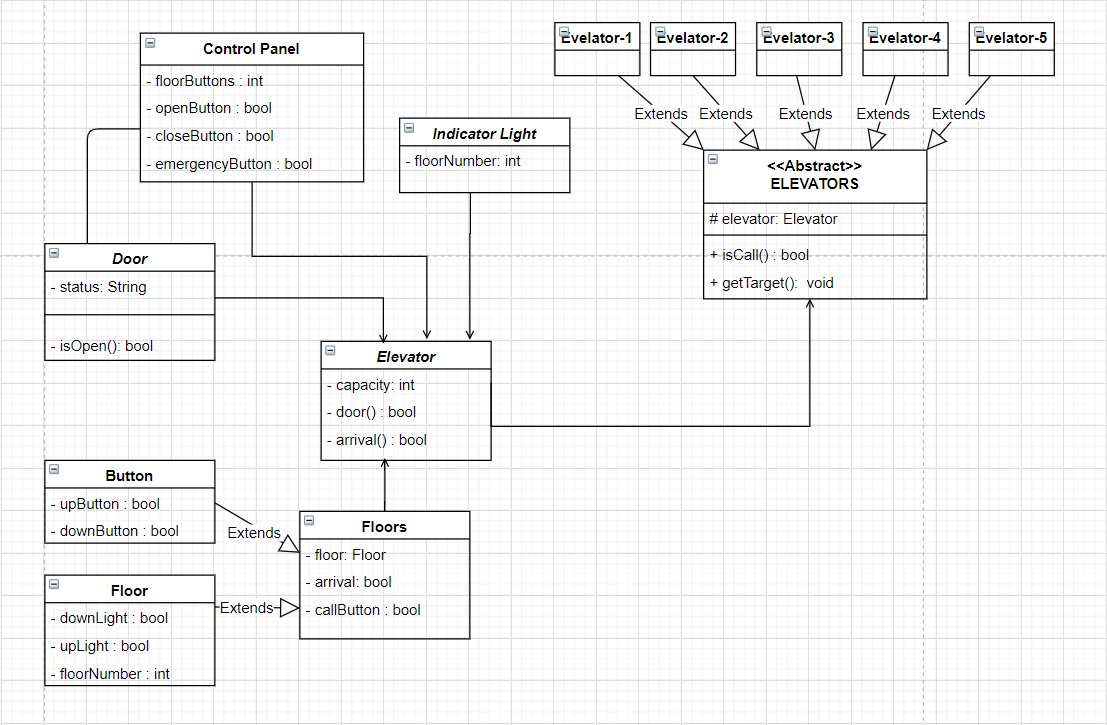 Control Panel
- floorButtons : int
- openButton : bool
- closeButton : bool
- emergencyButton : bool
Indicator Light
- floorNumber: int
Evelator-1
Evelator-2
Evelator-3
Evelator-4
Evelator-5
Extends
Extends
Extends
Extends
Extends
<<Abstract>>
ELEVATORS
# elevator: Elevator
+ isCall() : bool
+ getTarget(): void
Door
- status: String
- isOpen(): bool
Elevator
- capacity: int
- door() : bool
- arrival() : bool
Button
- upButton : bool
- downButton : bool
Extends
Floors
- floor: Floor
- arrival: bool
- callButton : bool
Floor
- downLight : bool
- upLight : bool
- floorNumber : int
Extends